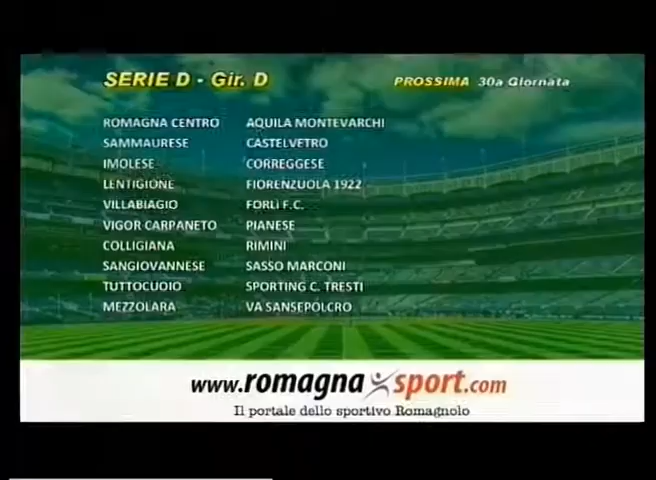 SERIE D - Gir. D
PROSSIMA 30a Giornata
ROMAGNA CENTRO AQUILA MONTEVARCHI
SAMMAURESE CASTELVETRO
IMOLESE CORREGGESE
LENTIGIONE FIORENZUOLA 1922
VILLABIAGIO FORLì F.C.
VIGOR CARPANETO PIANESE
COLLIGIANA RIMINI
SANGIOVANNESE SASSO MARCONI
TUTTOCUOIO SPORTING C. TRESTI
MEZZOLARA VA SANSEPOLCRO
www.romagnasport.com
Il portale dello sportivo Romagnolo